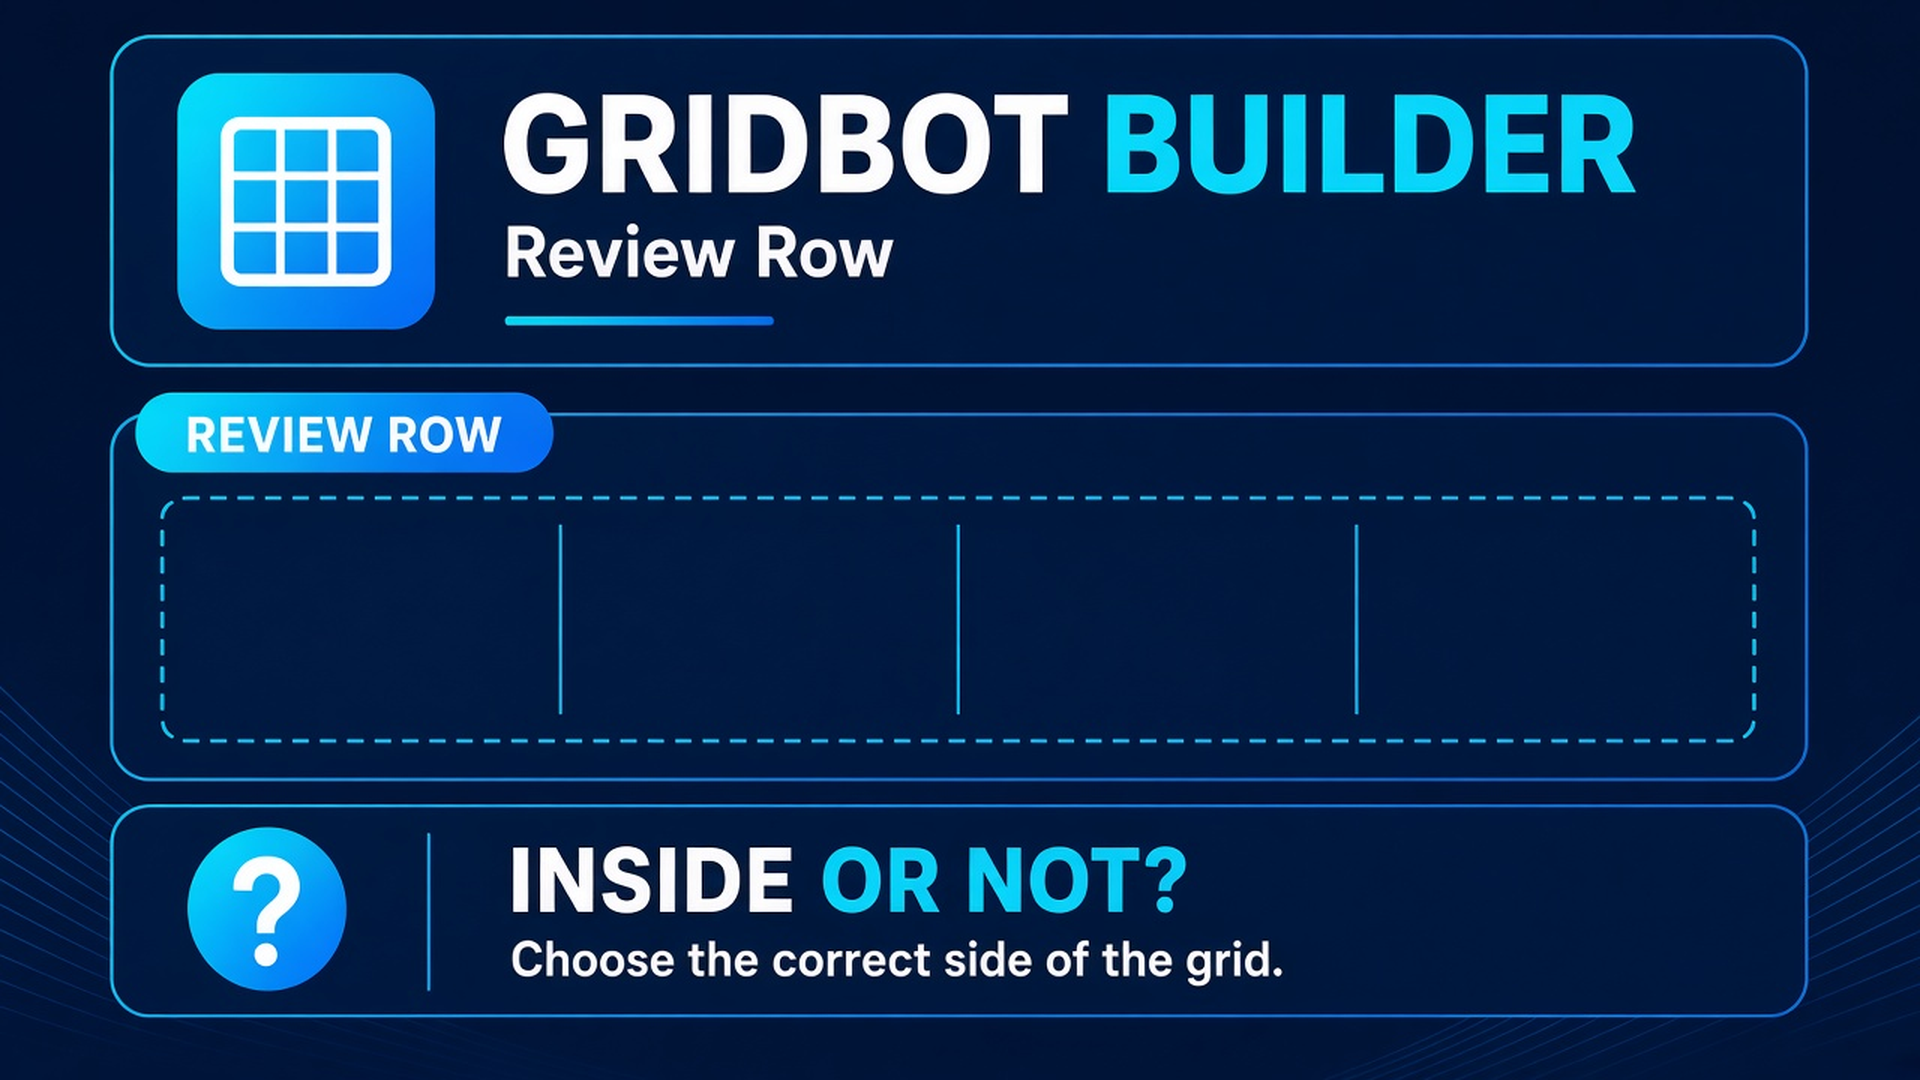 GRIDBOT BUILDER
Review Row
REVIEW ROW
?
INSIDE OR NOT?
Choose the correct side of the grid.